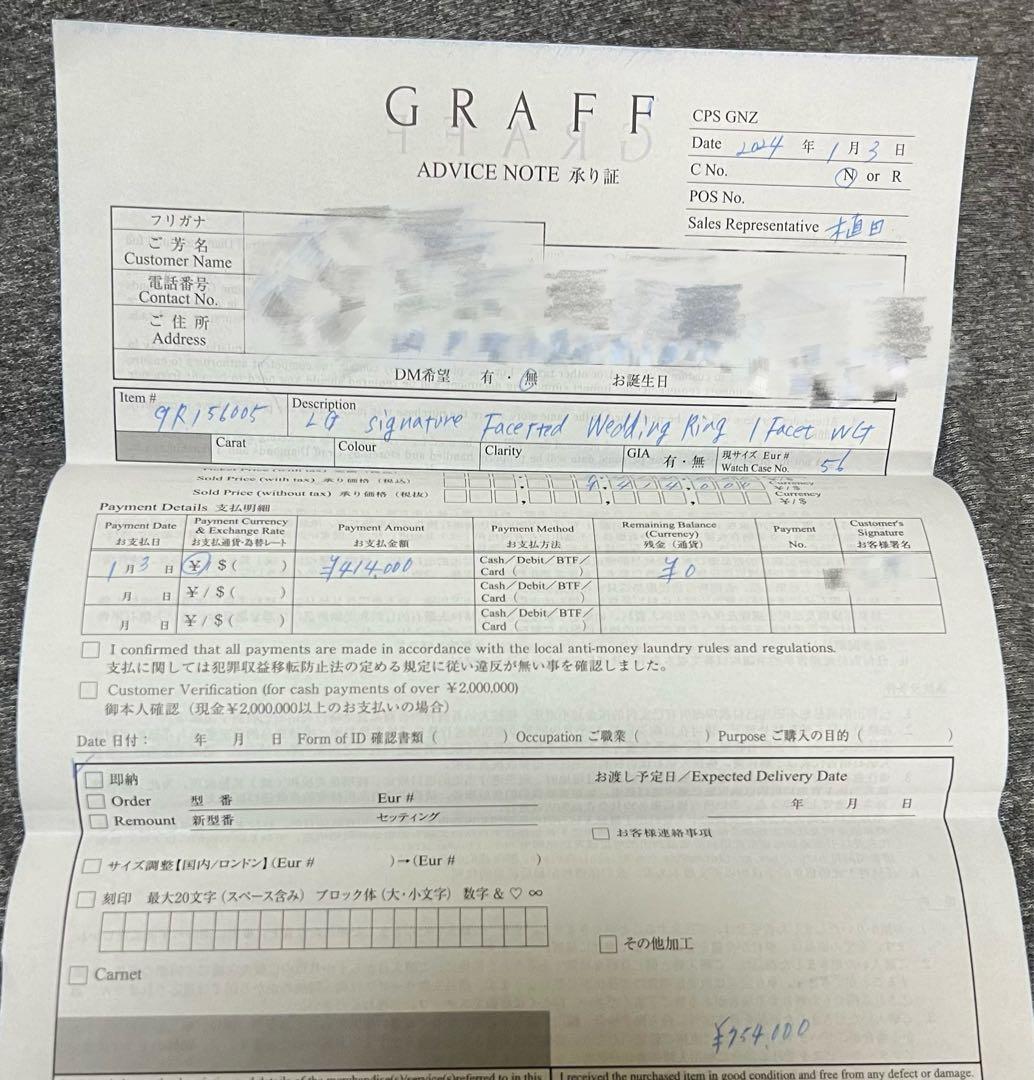 GRAFF
ADVICE NOTE 承り証
CPS GNZ
Date 2024 年 1 月 3 日
C No. N or R
POS No.
Sales Representative 植田
フリガナ
ご芳名
Customer Name
電話番号
Contact No.
ご住所
Address
DM希望 有・無 お誕生日
Item # Description
GR156005 LG signature Facetted Wedding Ring 1 Facet WG
Carat Colour Clarity GIA 有・無 現サイズ Eur #
Watch Case No. 56
Sold Price (with tax) 承り価格（税込） Currency
¥/$
Sold Price (without tax) 承り価格（税抜） Currency
¥/$
Payment Details 支払明細
Payment Date
お支払日
Payment Currency
& Exchange Rate
お支払通貨・為替レート
Payment Amount
お支払金額
Payment Method
お支払方法
Remaining Balance
(Currency)
残金（通貨）
Payment
No.
Customer's
Signature
お客様署名
1月3日 ¥/$( ) ¥414,000 Cash／Debit／BTF／
Card ( ) ¥0
月 日 ¥/$( ) Cash／Debit／BTF／
Card ( )
月 日 ¥/$( ) Cash／Debit／BTF／
Card ( )
I confirmed that all payments are made in accordance with the local anti-money laundry rules and regulations.
支払に関しては犯罪収益移転防止法の定める規定に従い違反が無い事を確認しました。
Customer Verification (for cash payments of over ¥2,000,000)
御本人確認（現金¥2,000,000以上のお支払いの場合）
Date 日付： 年 月 日 Form of ID 確認書類（ ）Occupation ご職業（ ）Purpose ご購入の目的（ ）
即納 お渡し予定日／Expected Delivery Date
Order 型番 Eur # 年 月 日
Remount 新型番 セッティング
お客様連絡事項
サイズ調整【国内/ロンドン】(Eur # )→(Eur # )
刻印 最大20文字（スペース含み） ブロック体（大・小文字） 数字 & ♡ ∞
その他加工
Carnet
¥754,000
I received the purchased item in good condition and free from any defect or damage.